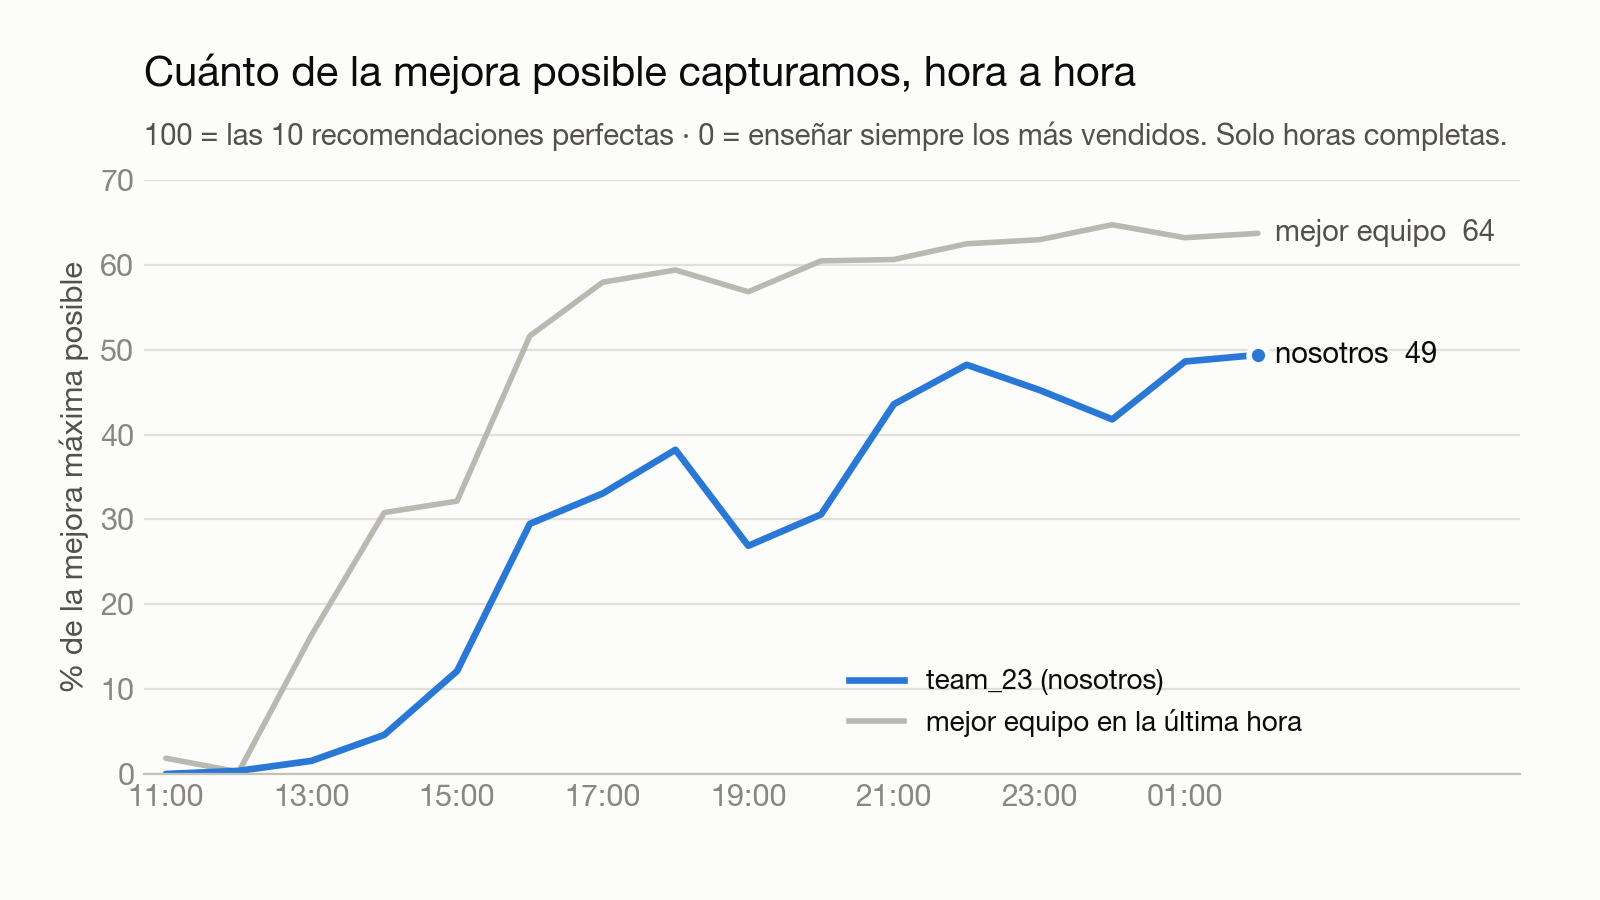 Cuánto de la mejora posible capturamos, hora a hora
100 = las 10 recomendaciones perfectas · 0 = enseñar siempre los más vendidos. Solo horas completas.
% de la mejora máxima posible
70
60
50
40
30
20
10
0
mejor equipo 64
nosotros 49
team_23 (nosotros)
mejor equipo en la última hora
11:00 13:00 15:00 17:00 19:00 21:00 23:00 01:00